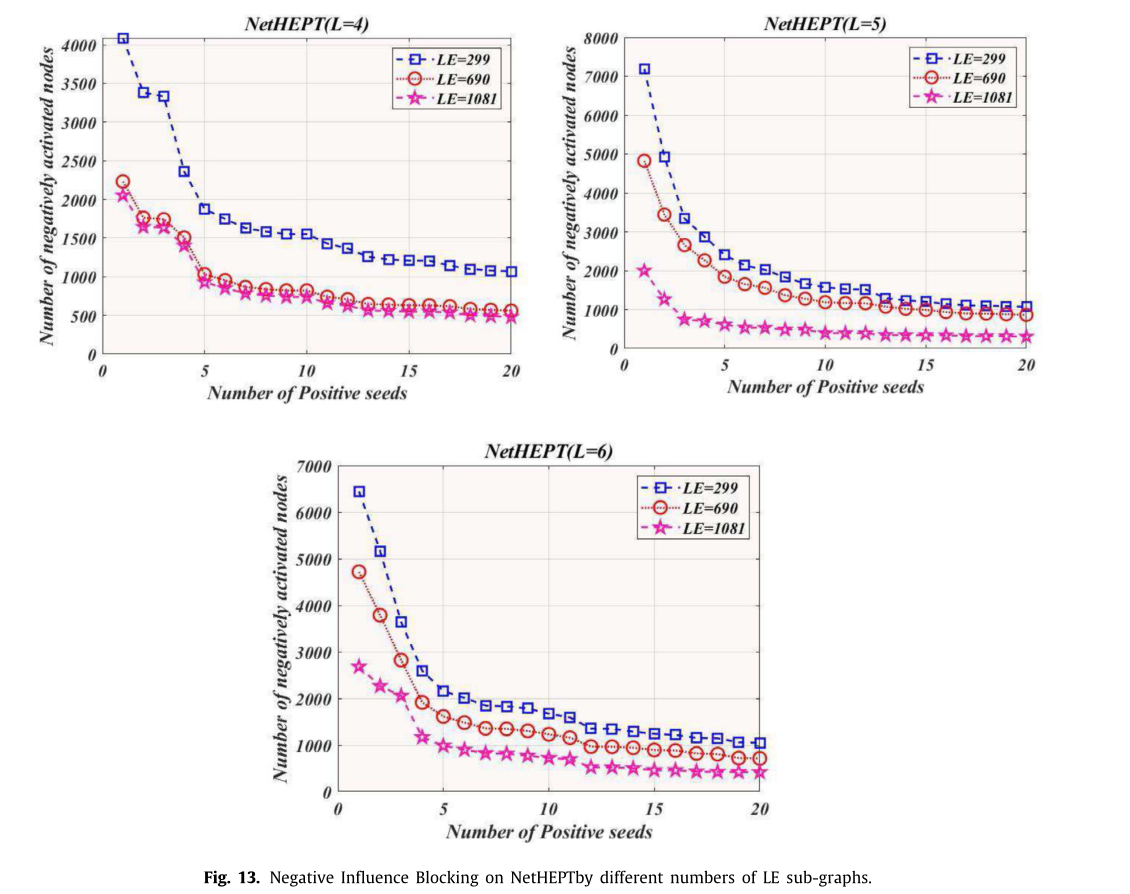 NetHEPT(L=4)
Number of negatively activated nodes
4000
3500
3000
2500
2000
1500
1000
500
0
0 5 10 15 20
Number of Positive seeds
LE=299
LE=690
LE=1081
NetHEPT(L=5)
Number of negatively activated nodes
8000
7000
6000
5000
4000
3000
2000
1000
0
0 5 10 15 20
Number of Positive seeds
LE=299
LE=690
LE=1081
NetHEPT(L=6)
Number of negatively activated nodes
7000
6000
5000
4000
3000
2000
1000
0
0 5 10 15 20
Number of Positive seeds
LE=299
LE=690
LE=1081
Fig. 13. Negative Influence Blocking on NetHEPTby different numbers of LE sub-graphs.